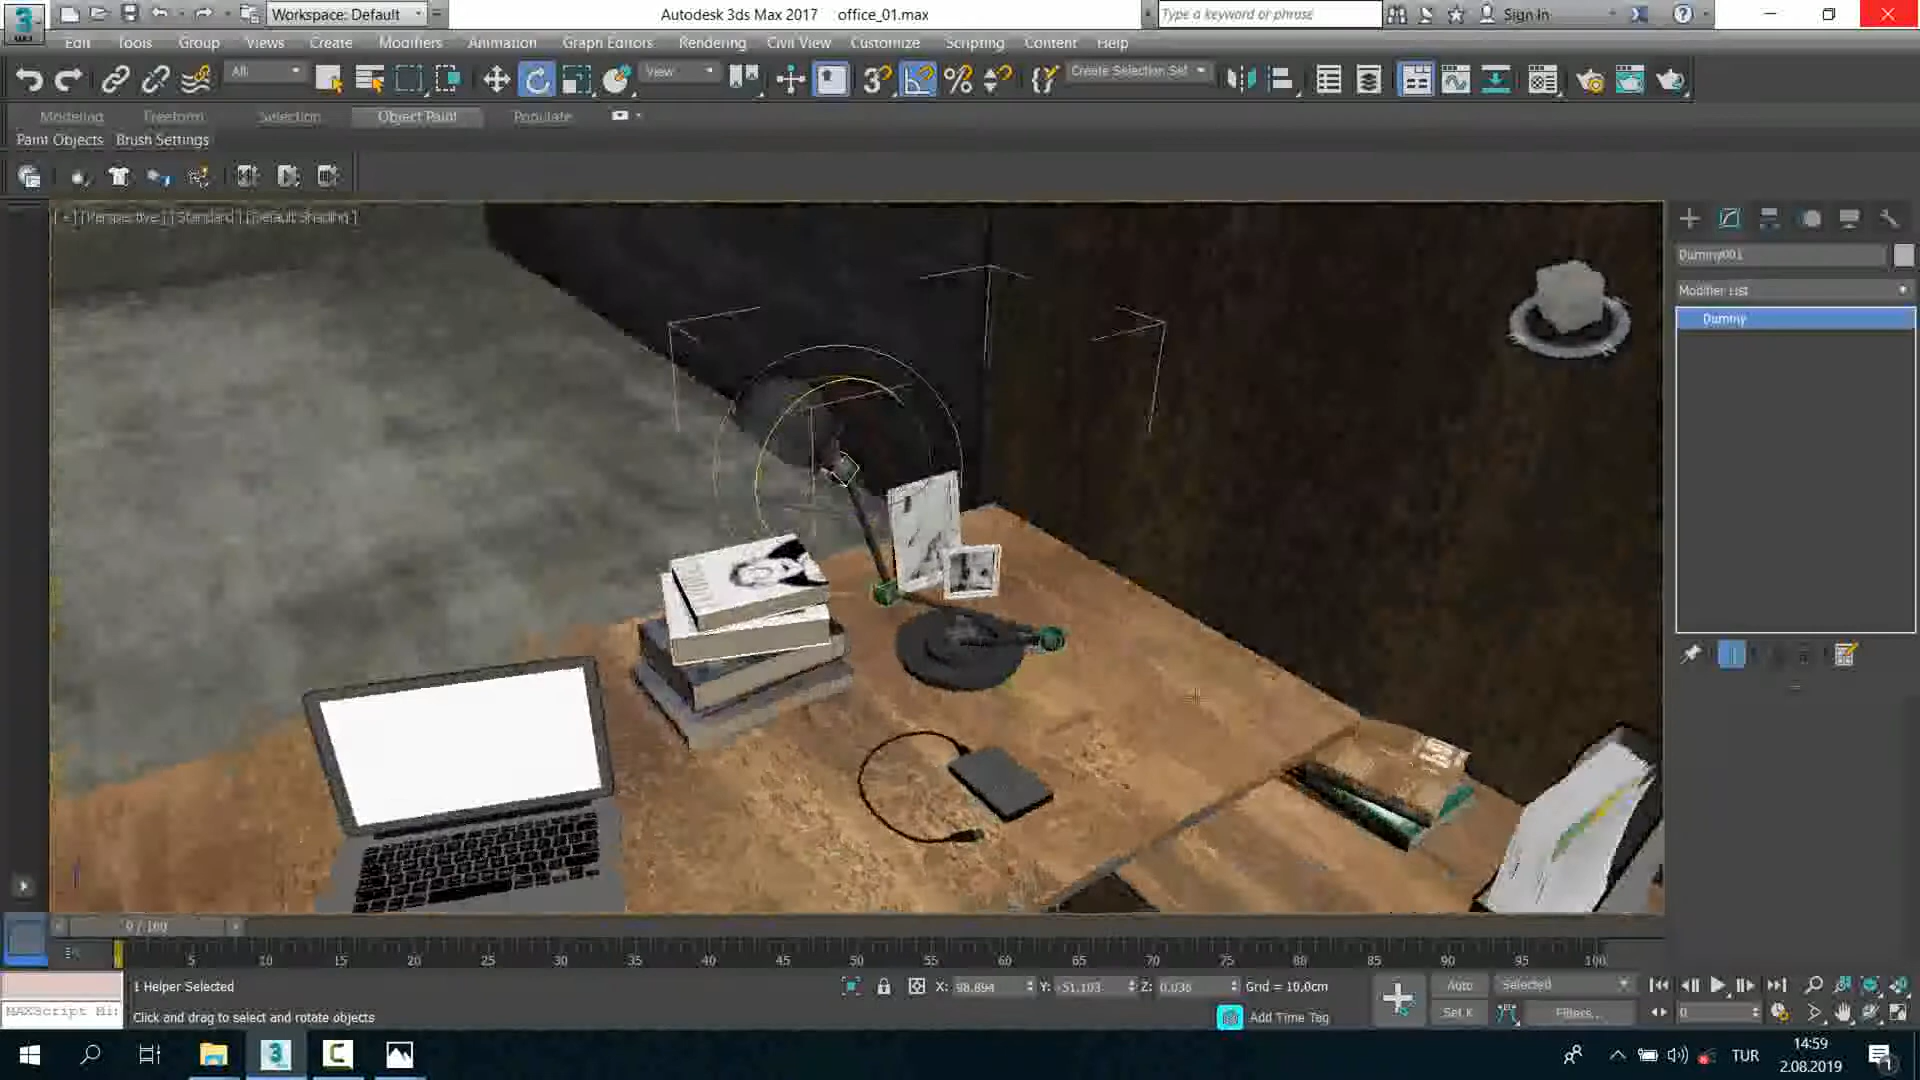 Workspace: Default
Autodesk 3ds Max 2017 office_01.max
Type a keyword or phrase
Sign In
Edit Tools Group Views Create Modifiers Animation Graph Editors Rendering Civil View Customize Scripting Content Help
All
View
Create Selection Set
Modeling Freeform Selection Object Paint Populate
Paint Objects Brush Settings
[ + ] [Perspective ] [ Standard ] [ Default Shading ]
Dummy001
Modifier List
Dummy
0 / 100
5 10 15 20 25 30 35 40 45 50 55 60 65 70 75 80 85 90 95 100
1 Helper Selected
X: 98.894 Y: -51.103 Z: 0.036 Grid = 10.0cm
Auto Selected
MAXScript Mi
Click and drag to select and rotate objects
Add Time Tag
Set K Filters...
0
TUR
14:59
2.08.2019